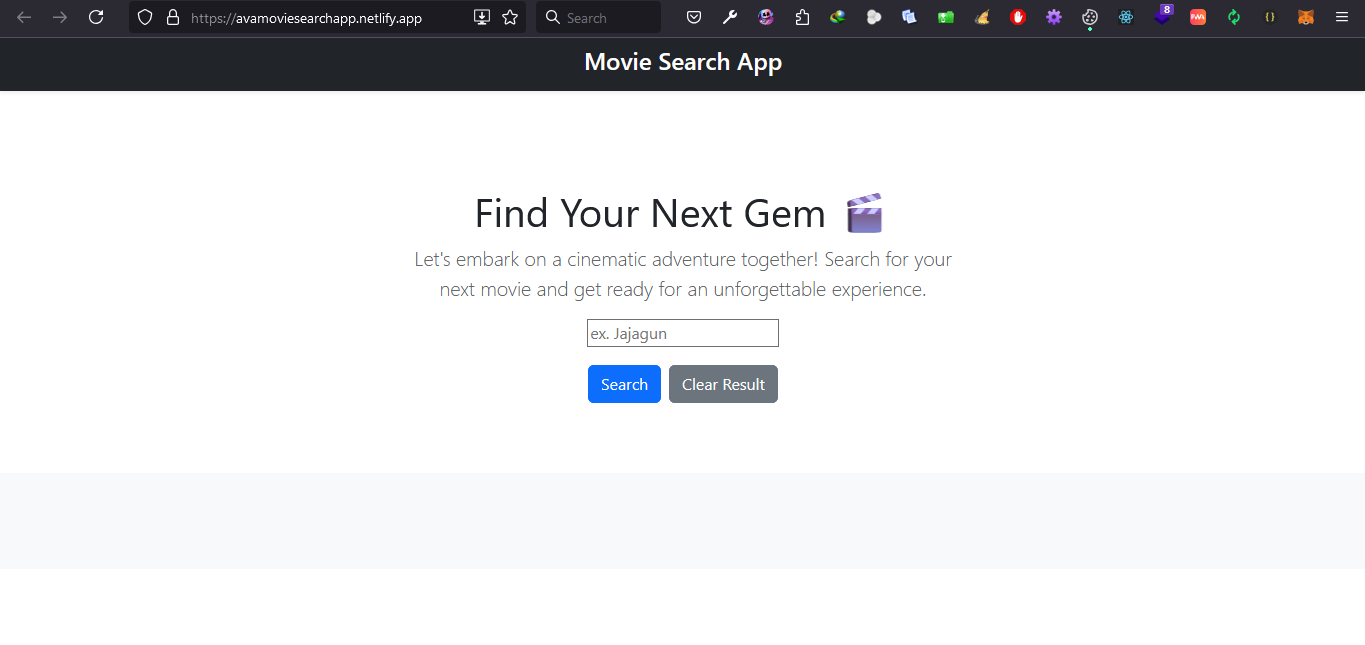 https://avamoviesearchapp.netlify.app
Search
8
Movie Search App
Find Your Next Gem
Let's embark on a cinematic adventure together! Search for your
next movie and get ready for an unforgettable experience.
ex. Jajagun
Search Clear Result